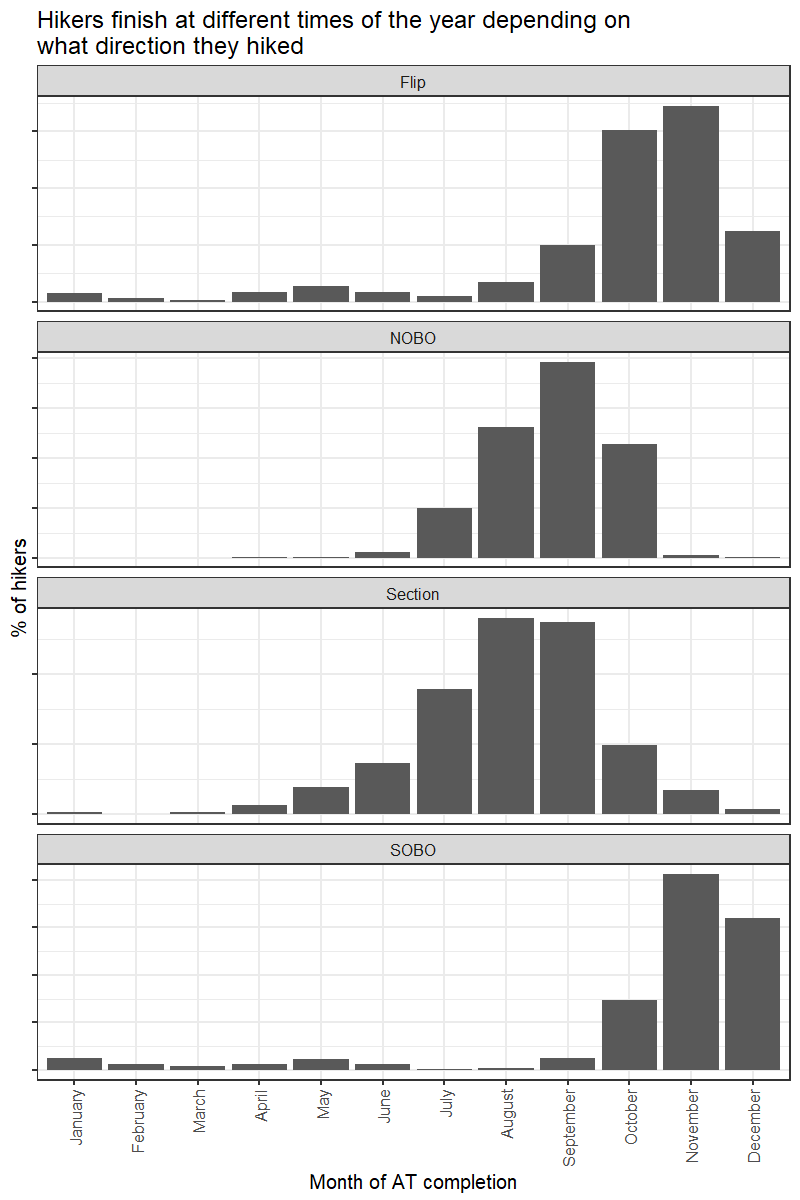 Hikers finish at different times of the year depending on
what direction they hiked
Flip
NOBO
Section
SOBO
% of hikers
January
February
March
April
May
June
July
August
September
October
November
December
Month of AT completion